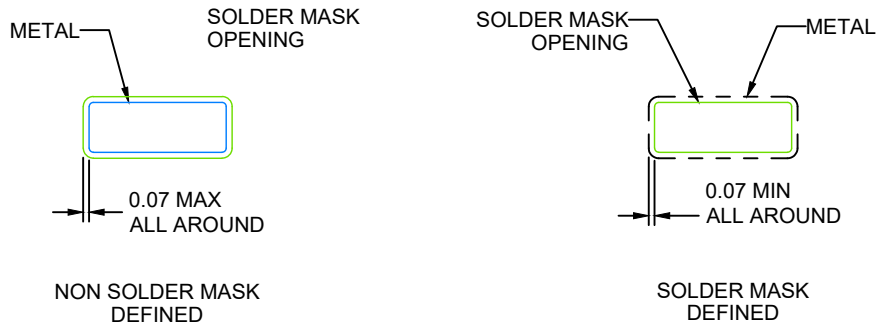 METAL
SOLDER MASK
OPENING
0.07 MAX
ALL AROUND
NON SOLDER MASK
DEFINED
SOLDER MASK
OPENING
METAL
0.07 MIN
ALL AROUND
SOLDER MASK
DEFINED